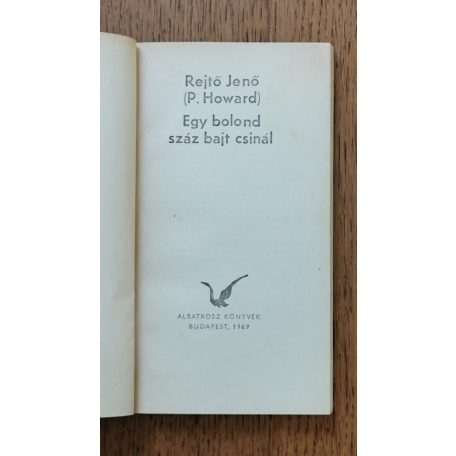 Rejtő Jenő
(P. Howard)
Egy bolond
száz bajt csinál
ALBATROSZ KÖNYVEK
BUDAPEST, 1969